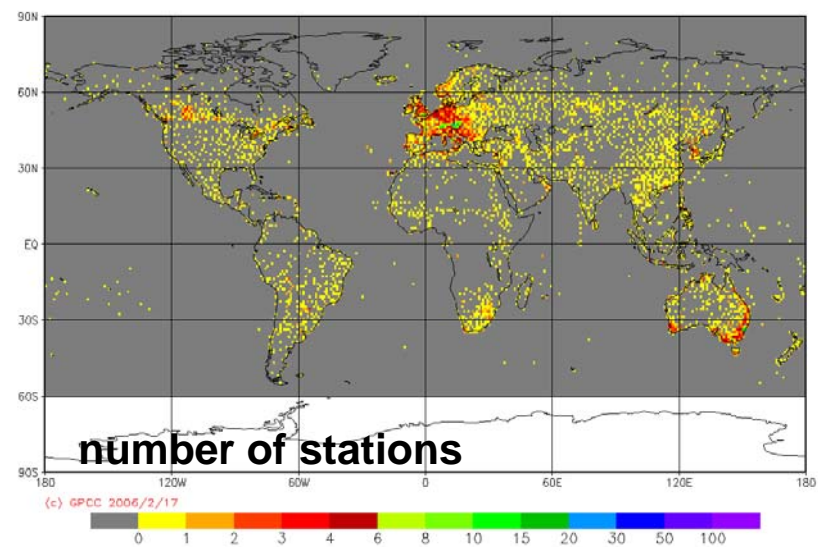 90N
60N
30N
EQ
30S
60S
number of stations
90S
180 120W 60W 0 60E 120E 180
(c) GPCC 2006/2/17
0 1 2 3 4 6 8 10 15 20 30 50 100